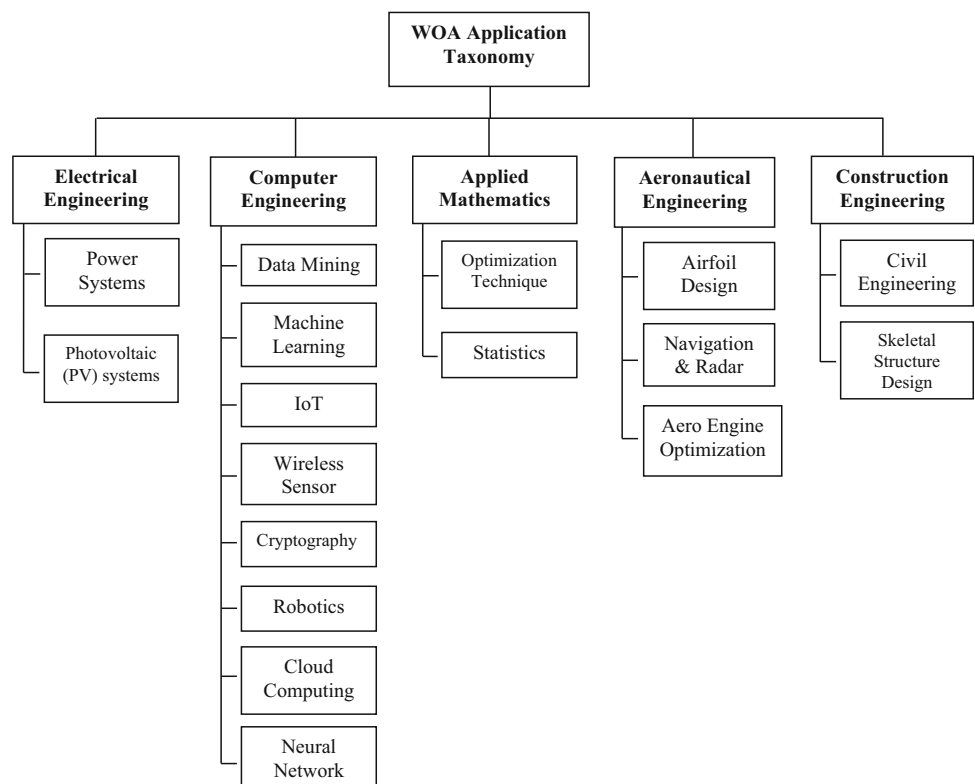 WOA Application
Taxonomy
Electrical
Engineering
Power
Systems
Photovoltaic
(PV) systems
Computer
Engineering
Data Mining
Machine
Learning
IoT
Wireless
Sensor
Cryptography
Robotics
Cloud
Computing
Neural
Network
Applied
Mathematics
Optimization
Technique
Statistics
Aeronautical
Engineering
Airfoil
Design
Navigation
& Radar
Aero Engine
Optimization
Construction
Engineering
Civil
Engineering
Skeletal
Structure
Design